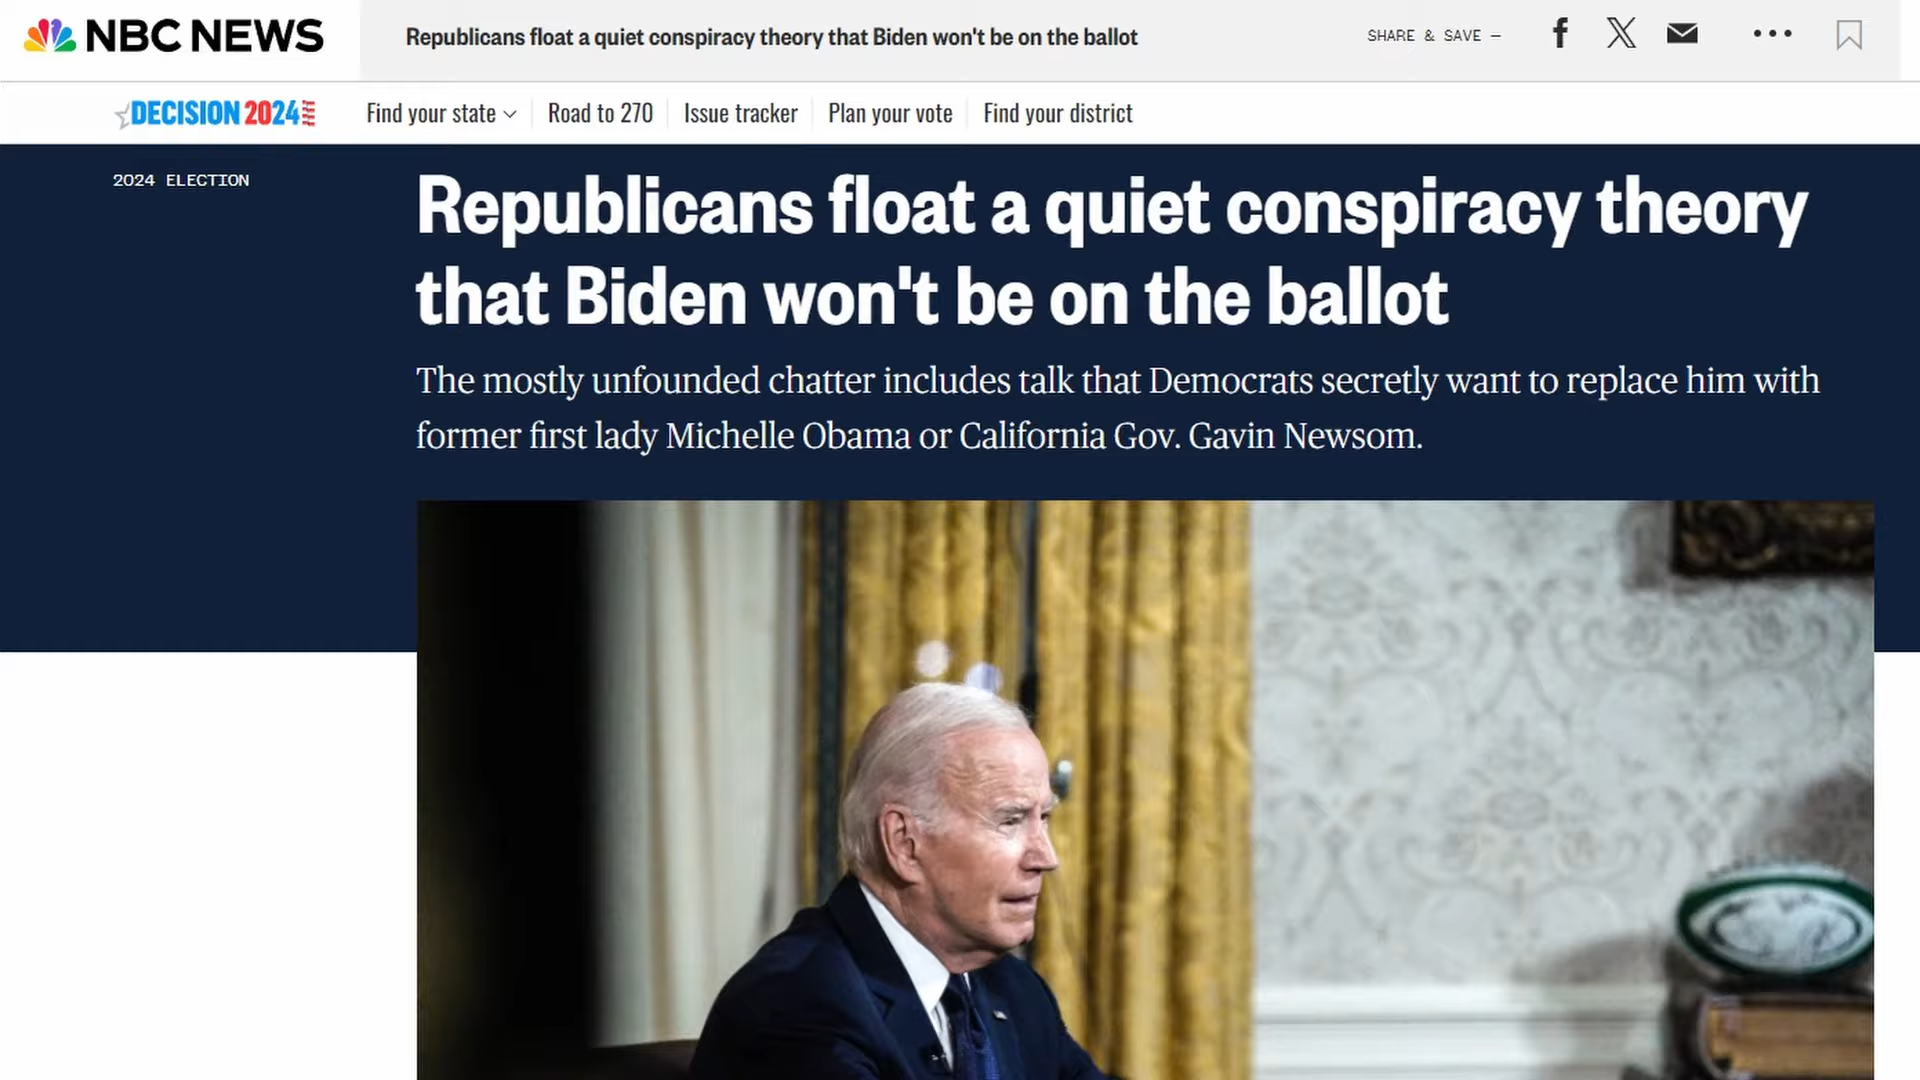 NBC NEWS
Republicans float a quiet conspiracy theory that Biden won't be on the ballot
SHARE & SAVE —
DECISION 2024
Find your state
Road to 270
Issue tracker
Plan your vote
Find your district
2024 ELECTION
Republicans float a quiet conspiracy theory
that Biden won't be on the ballot
The mostly unfounded chatter includes talk that Democrats secretly want to replace him with
former first lady Michelle Obama or California Gov. Gavin Newsom.